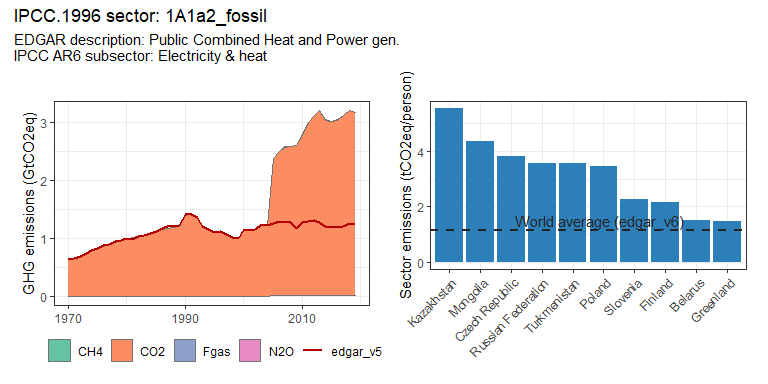 IPCC.1996 sector: 1A1a2_fossil
EDGAR description: Public Combined Heat and Power gen.
IPCC AR6 subsector: Electricity & heat
GHG emissions (GtCO2eq)
3
2
1
0
1970
1990
2010
CH4
CO2
Fgas
N2O
edgar_v5
Sector emissions (tCO2eq/person)
4
2
0
World average (edgar_v6)
Kazakhstan
Mongolia
Czech Republic
Russian Federation
Turkmenistan
Poland
Slovenia
Finland
Belarus
Greenland